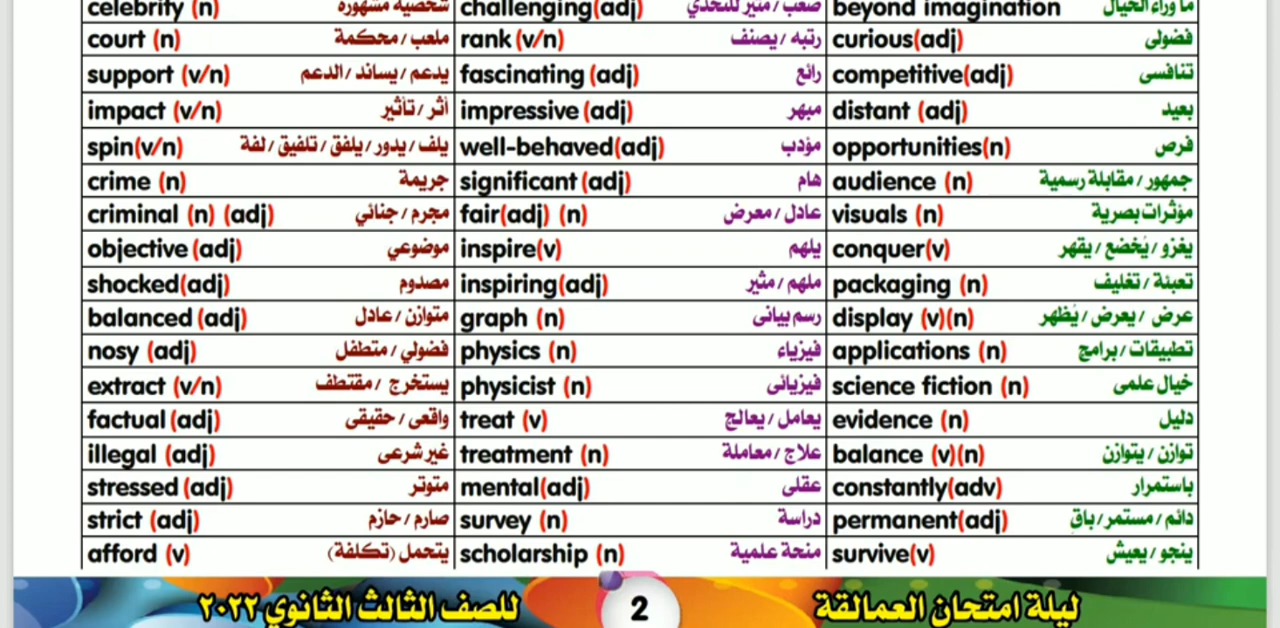 celebrity (n) شخصية مشهورة challenging(adj) صعب/مثير للتحدي beyond imagination ما وراء الخيال
court (n) ملعب/محكمة rank (v/n) رتبه /يصنف curious(adj) فضولى
support (v/n) يدعم/يساند/الدعم fascinating (adj) رائع competitive(adj) تنافسى
impact (v/n) أثر/تأثير impressive (adj) مبهر distant (adj) بعيد
spin(v/n) يلف/يدور/يلفق/تلفيق/لفة well-behaved(adj) مؤدب opportunities(n) فرص
crime (n) جريمة significant (adj) هام audience (n) جمهور/مقابلة رسمية
criminal (n) (adj) مجرم/جنائي fair(adj) (n) عادل/معرض visuals (n) مؤثرات بصرية
objective (adj) موضوعي inspire(v) يلهم conquer(v) يغزو/يُخضع/يقهر
shocked(adj) مصدوم inspiring(adj) ملهم/مثير packaging (n) تعبئة/تغليف
balanced (adj) متوازن/عادل graph (n) رسم بيانى display (v)(n) عرض/يعرض/يُظهر
nosy (adj) فضولي/متطفل physics (n) فيزياء applications (n) تطبيقات/برامج
extract (v/n) يستخرج /مقتطف physicist (n) فيزيائى science fiction (n) خيال علمى
factual (adj) واقعى/حقيقى treat (v) يعامل/يعالج evidence (n) دليل
illegal (adj) غير شرعى treatment (n) علاج/معاملة balance (v)(n) توازن/يتوازن
stressed (adj) متوتر mental(adj) عقلى constantly(adv) باستمرار
strict (adj) صارم/حازم survey (n) دراسة permanent(adj) دائم/مستمر/باقٍ
afford (v) يتحمل (تكلفة) scholarship (n) منحة علمية survive(v) ينجو/يعيش
ليلة امتحان العمالقة 2 للصف الثالث الثانوي ٢٠٢٢